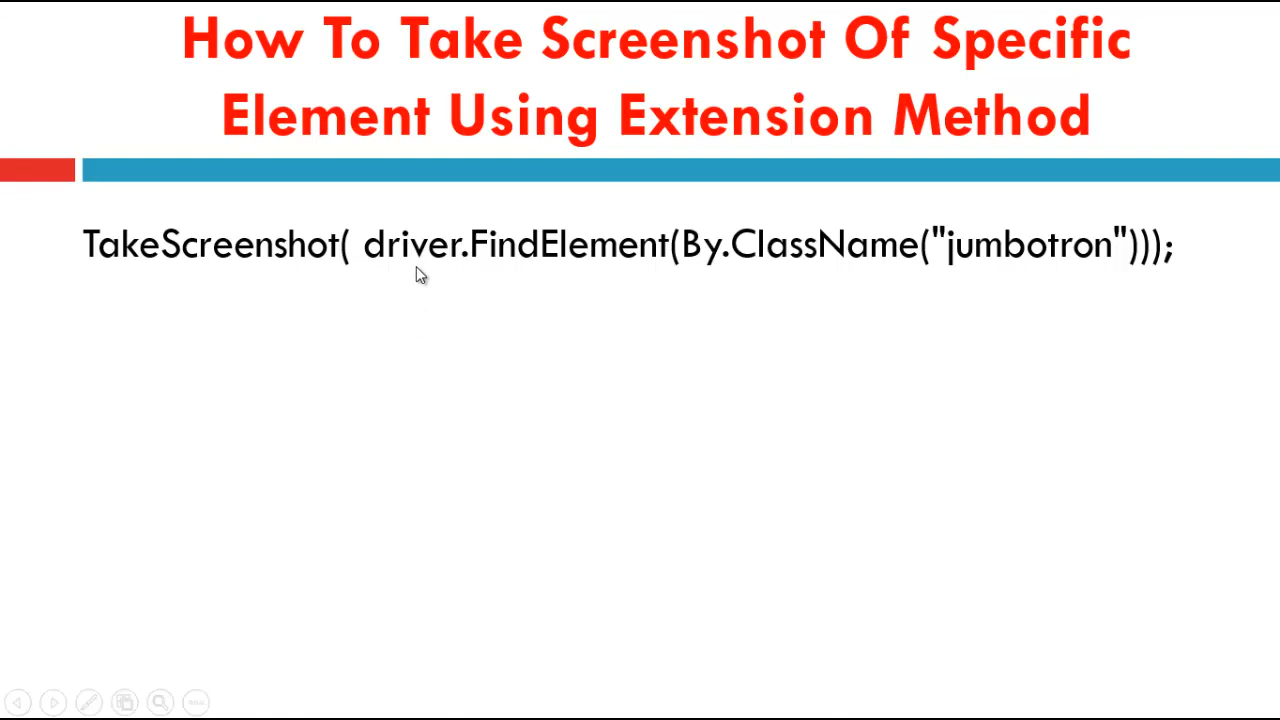 How To Take Screenshot Of Specific
Element Using Extension Method
TakeScreenshot( driver.FindElement(By.ClassName("jumbotron")));